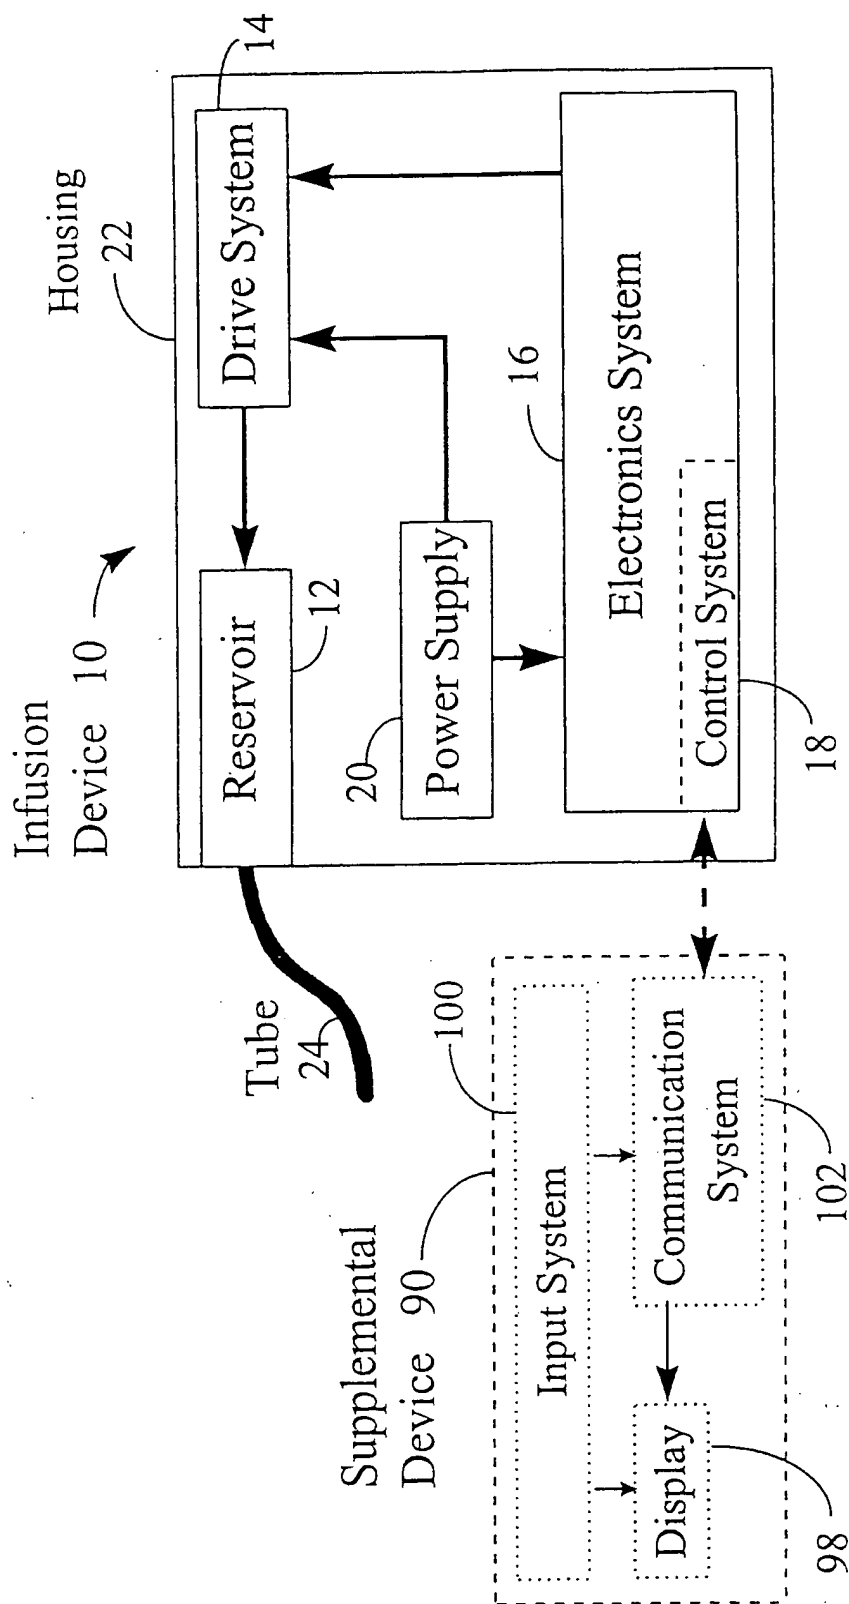 Infusion
Device 10
Housing
22
14
Drive System
Reservoir
12
Tube
24
20
Power Supply
16
Electronics System
Control System
18
Supplemental
Device 90
100
Input System
Communication
System
102
Display
98